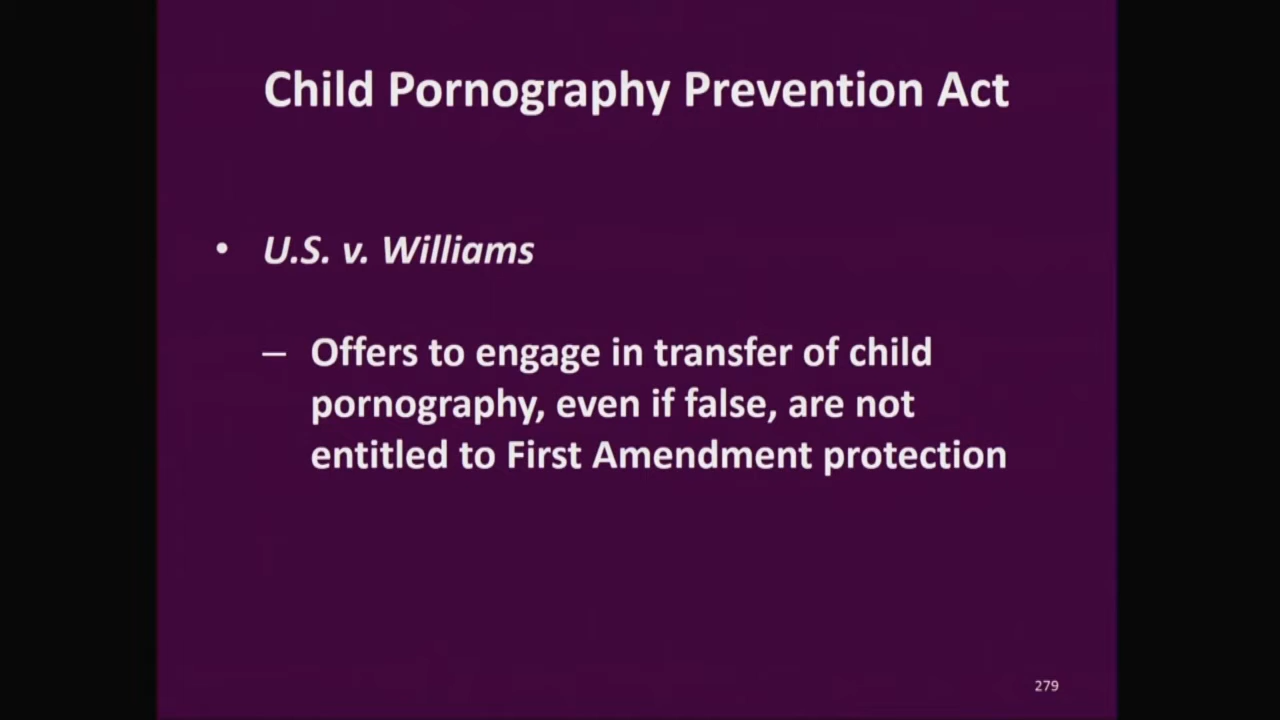 Child Pornography Prevention Act
• U.S. v. Williams
– Offers to engage in transfer of child
pornography, even if false, are not
entitled to First Amendment protection
279